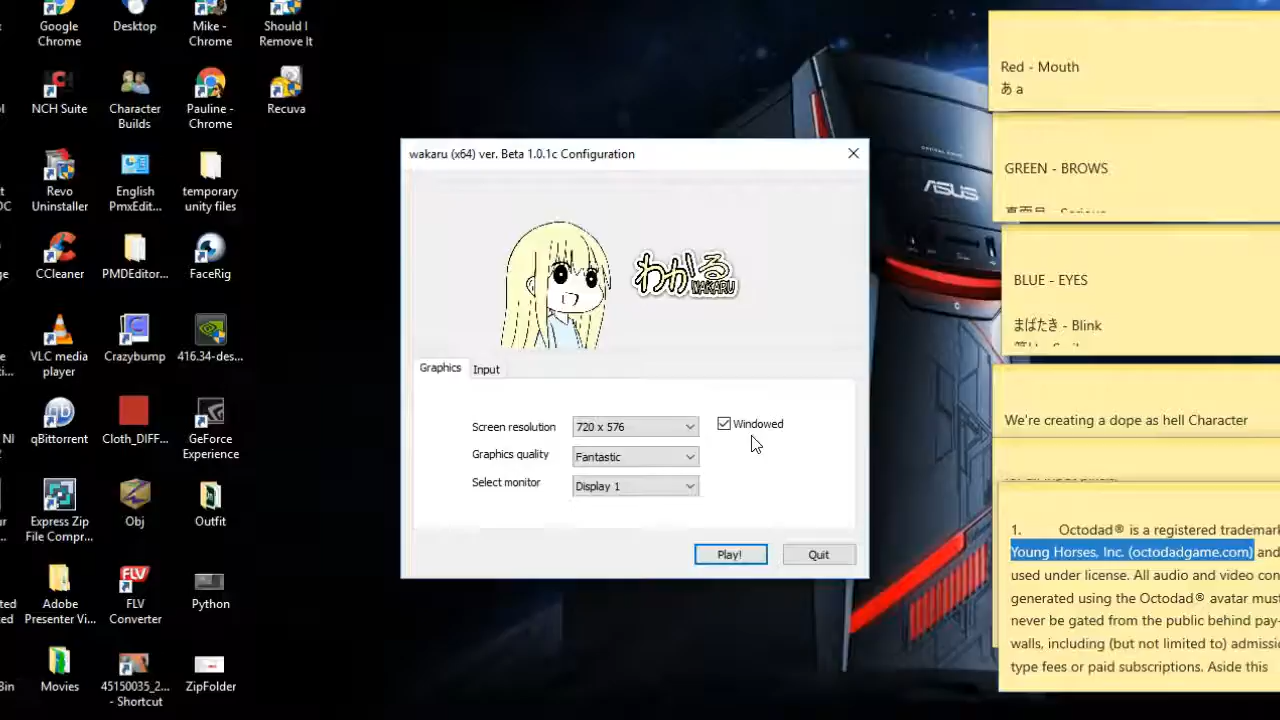 Google
Chrome
Desktop
Mike -
Chrome
Should I
Remove It
NCH Suite
Character
Builds
Pauline -
Chrome
Recuva
Revo
Uninstaller
English
PmxEdit...
temporary
unity files
CCleaner
PMDEditor...
FaceRig
VLC media
player
Crazybump
416.34-des...
qBittorrent
Cloth_DIFF...
GeForce
Experience
Express Zip
File Compr...
Obj
Outfit
Adobe
Presenter Vi...
FLV
FLV
Converter
Python
Movies
45150035_2...
- Shortcut
ZipFolder
wakaru (x64) ver. Beta 1.0.1c Configuration
わかる
WAKARU
Graphics
Input
Screen resolution
720 x 576
Windowed
Graphics quality
Fantastic
Select monitor
Display 1
Play!
Quit
ASUS
Red - Mouth
あ a
GREEN - BROWS
真面目 - Serious
BLUE - EYES
まばたき - Blink
We're creating a dope as hell Character
1. Octodad® is a registered trademark
Young Horses, Inc. (octodadgame.com) and
used under license. All audio and video con
generated using the Octodad® avatar must
never be gated from the public behind pay-
walls, including (but not limited to) admissi
type fees or paid subscriptions. Aside this